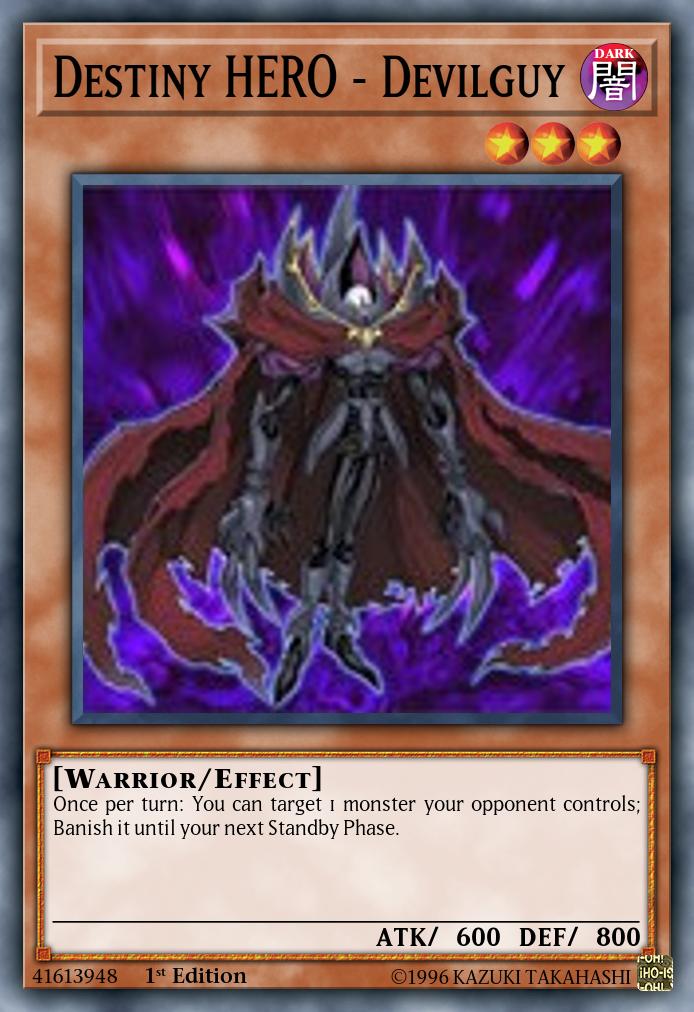 Destiny HERO - Devilguy
DARK
闇
[Warrior/Effect]
Once per turn: You can target 1 monster your opponent controls;
Banish it until your next Standby Phase.
ATK/ 600 DEF/ 800
41613948 1st Edition ©1996 KAZUKI TAKAHASHI